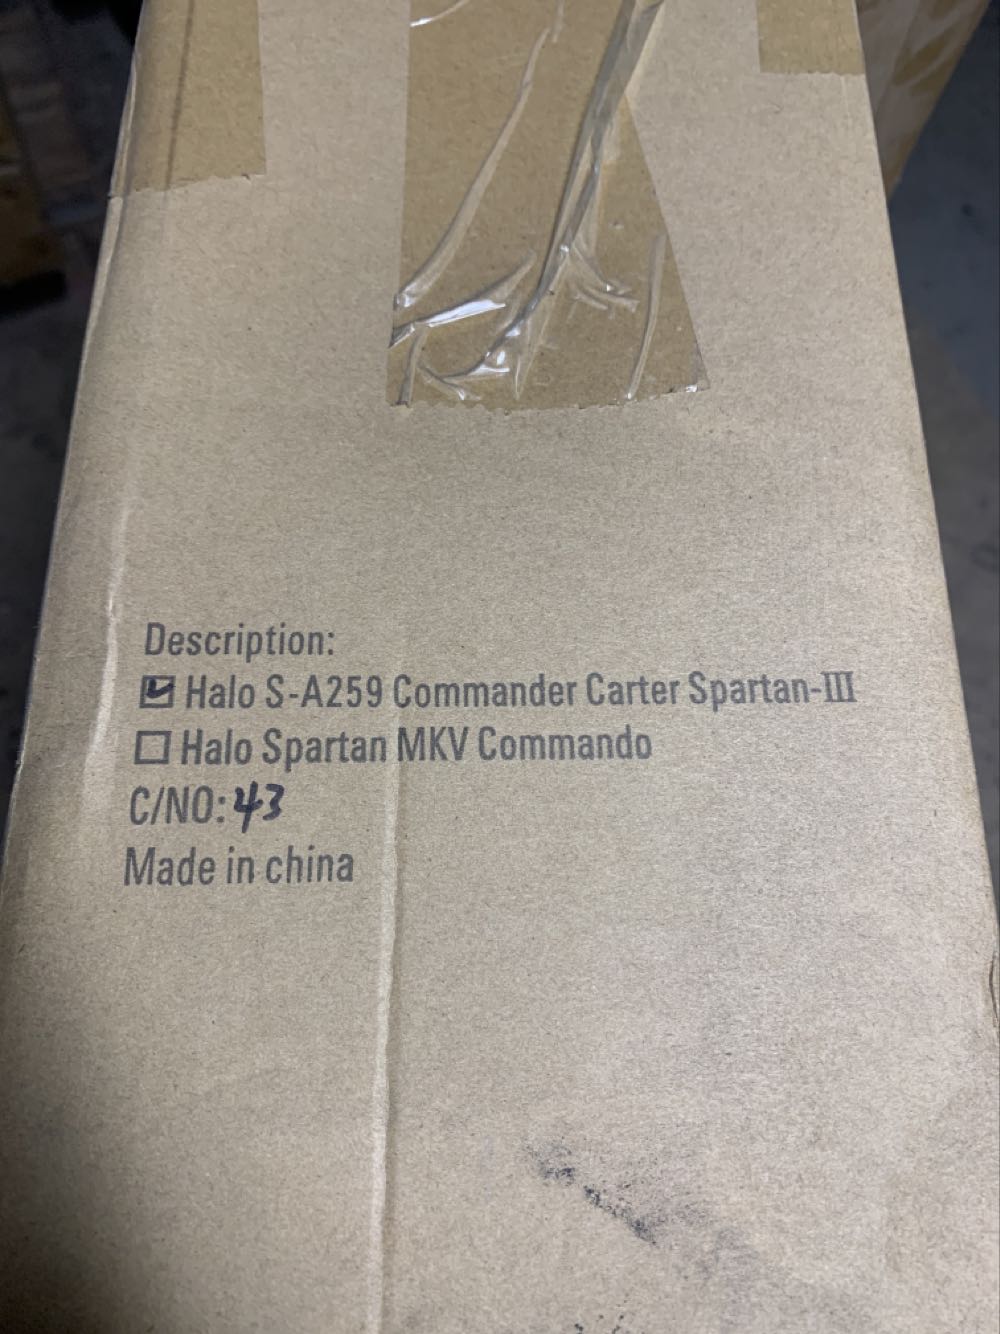 Description:
☑ Halo S-A259 Commander Carter Spartan-III
☐ Halo Spartan MKV Commando
C/NO: 43
Made in china